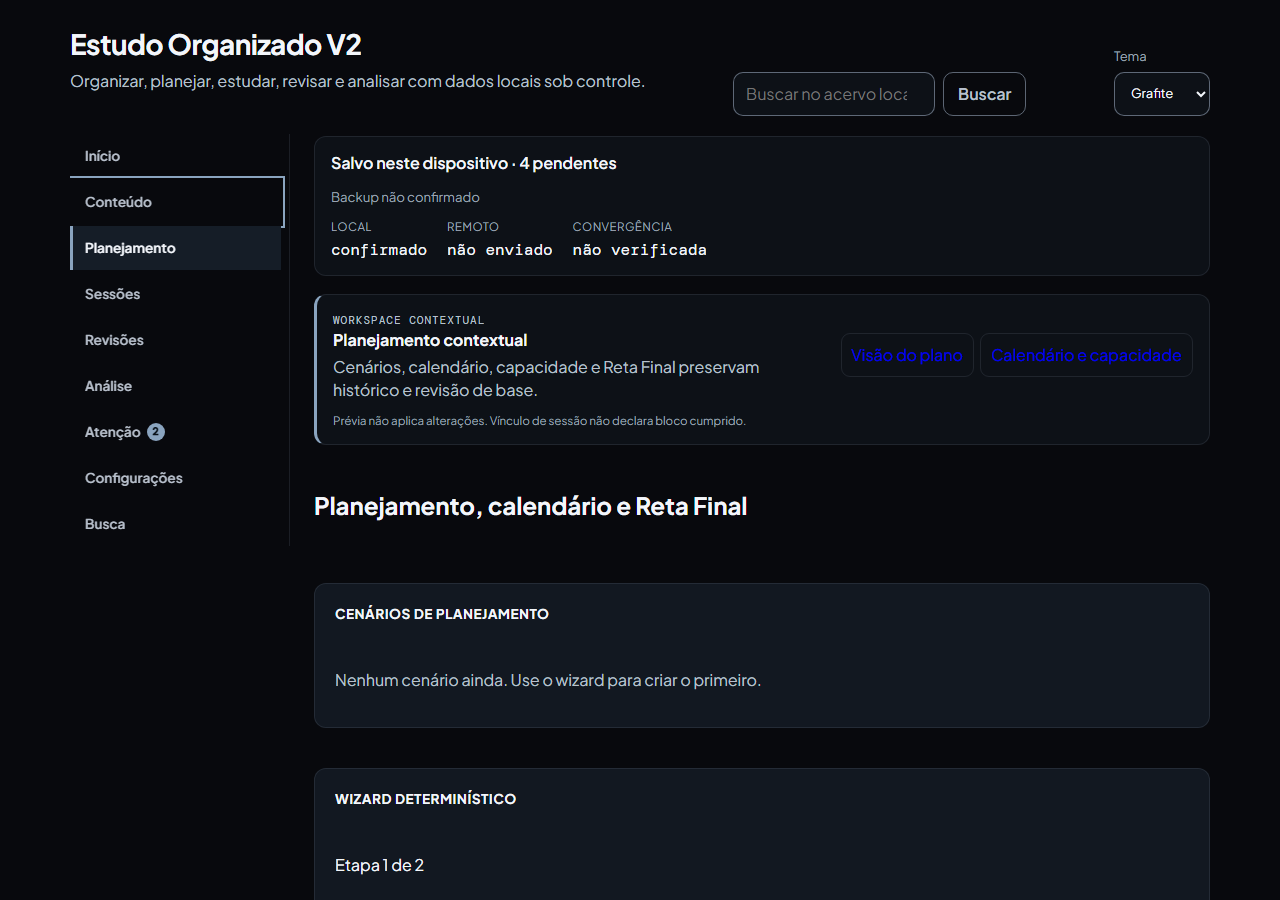 Estudo Organizado V2
Organizar, planejar, estudar, revisar e analisar com dados locais sob controle.
Buscar no acervo loca
Buscar
Tema
Grafite
Início
Conteúdo
Planejamento
Sessões
Revisões
Análise
Atenção 2
Configurações
Busca
Salvo neste dispositivo · 4 pendentes
Backup não confirmado
LOCAL REMOTO CONVERGÊNCIA
confirmado não enviado não verificada
WORKSPACE CONTEXTUAL
Planejamento contextual
Cenários, calendário, capacidade e Reta Final preservam
histórico e revisão de base.
Prévia não aplica alterações. Vínculo de sessão não declara bloco cumprido.
Visão do plano
Calendário e capacidade
Planejamento, calendário e Reta Final
CENÁRIOS DE PLANEJAMENTO
Nenhum cenário ainda. Use o wizard para criar o primeiro.
WIZARD DETERMINÍSTICO
Etapa 1 de 2